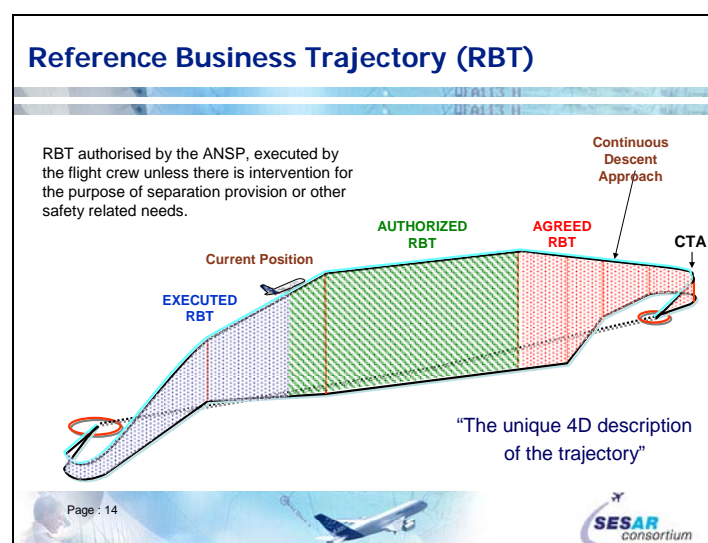 Reference Business Trajectory (RBT)
RBT authorised by the ANSP, executed by
the flight crew unless there is intervention for
the purpose of separation provision or other
safety related needs.
Continuous
Descent
Approach
AUTHORIZED
RBT
AGREED
RBT
CTA
Current Position
EXECUTED
RBT
“The unique 4D description
of the trajectory”
Page : 14
SESAR
consortium